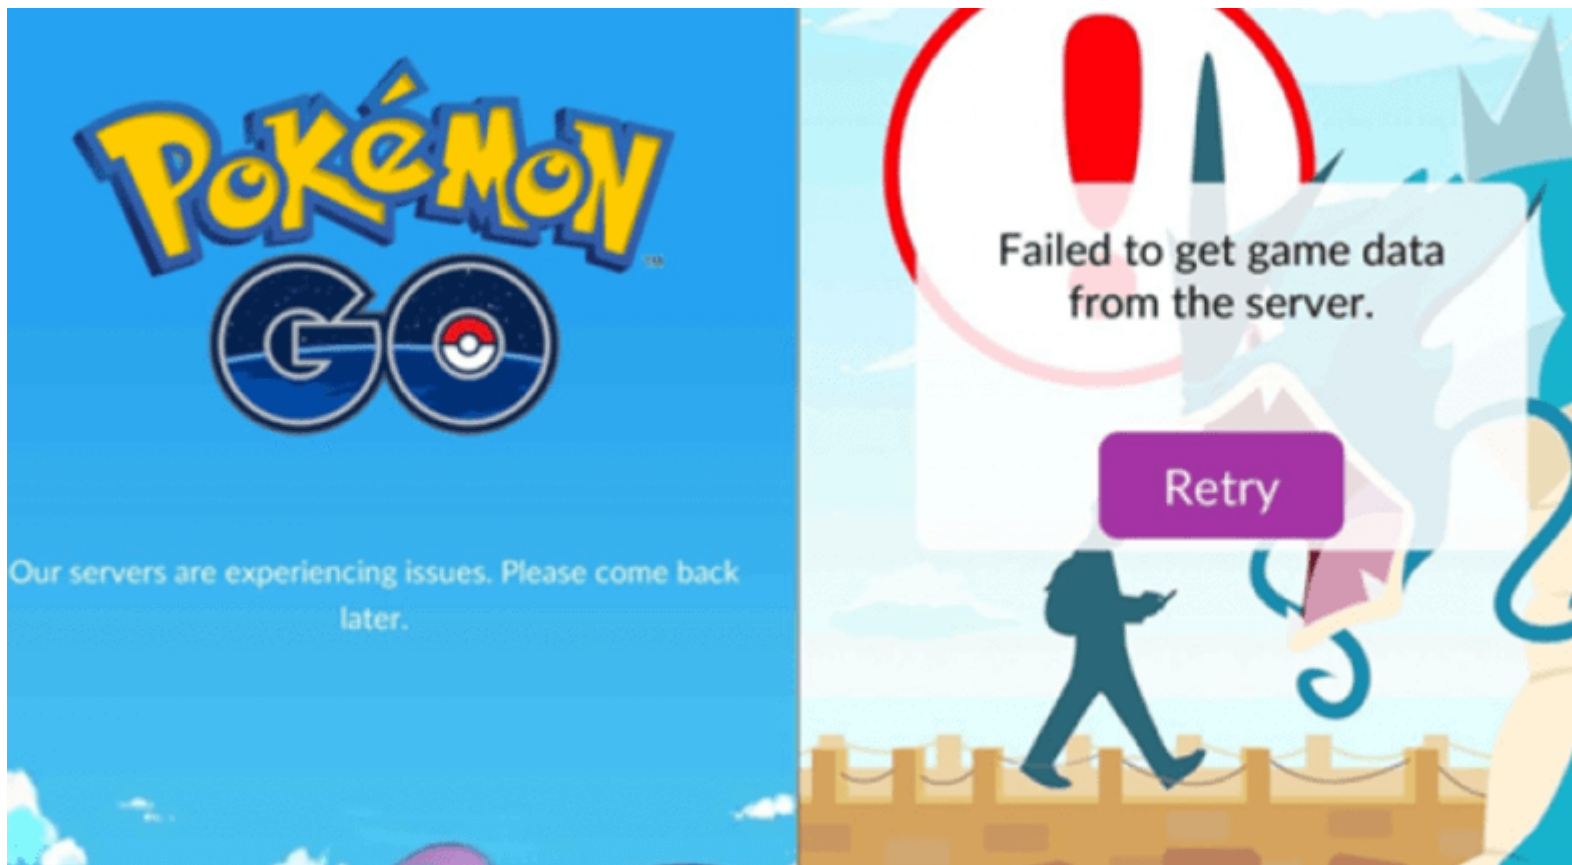 POKéMON
TM
GO
Our servers are experiencing issues. Please come back
later.
Failed to get game data
from the server.
Retry